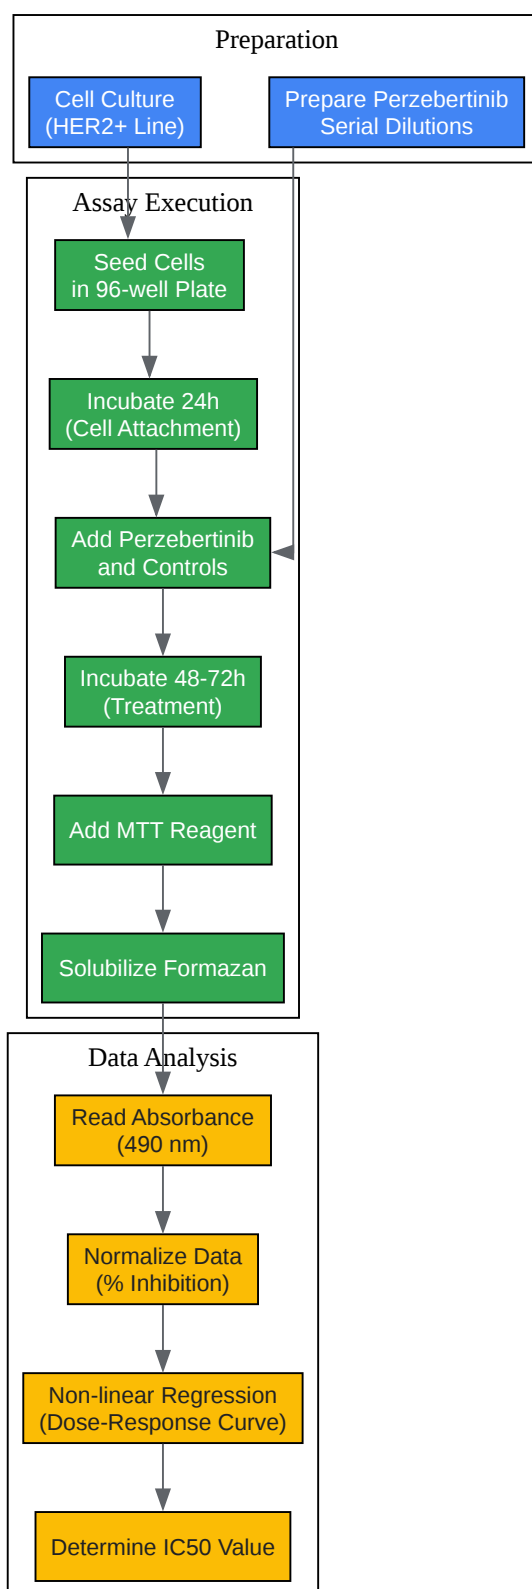 Preparation
Cell Culture
(HER2+ Line)
Prepare Perzebertinib
Serial Dilutions
Assay Execution
Seed Cells
in 96-well Plate
Incubate 24h
(Cell Attachment)
Add Perzebertinib
and Controls
Incubate 48-72h
(Treatment)
Add MTT Reagent
Solubilize Formazan
Data Analysis
Read Absorbance
(490 nm)
Normalize Data
(% Inhibition)
Non-linear Regression
(Dose-Response Curve)
Determine IC50 Value